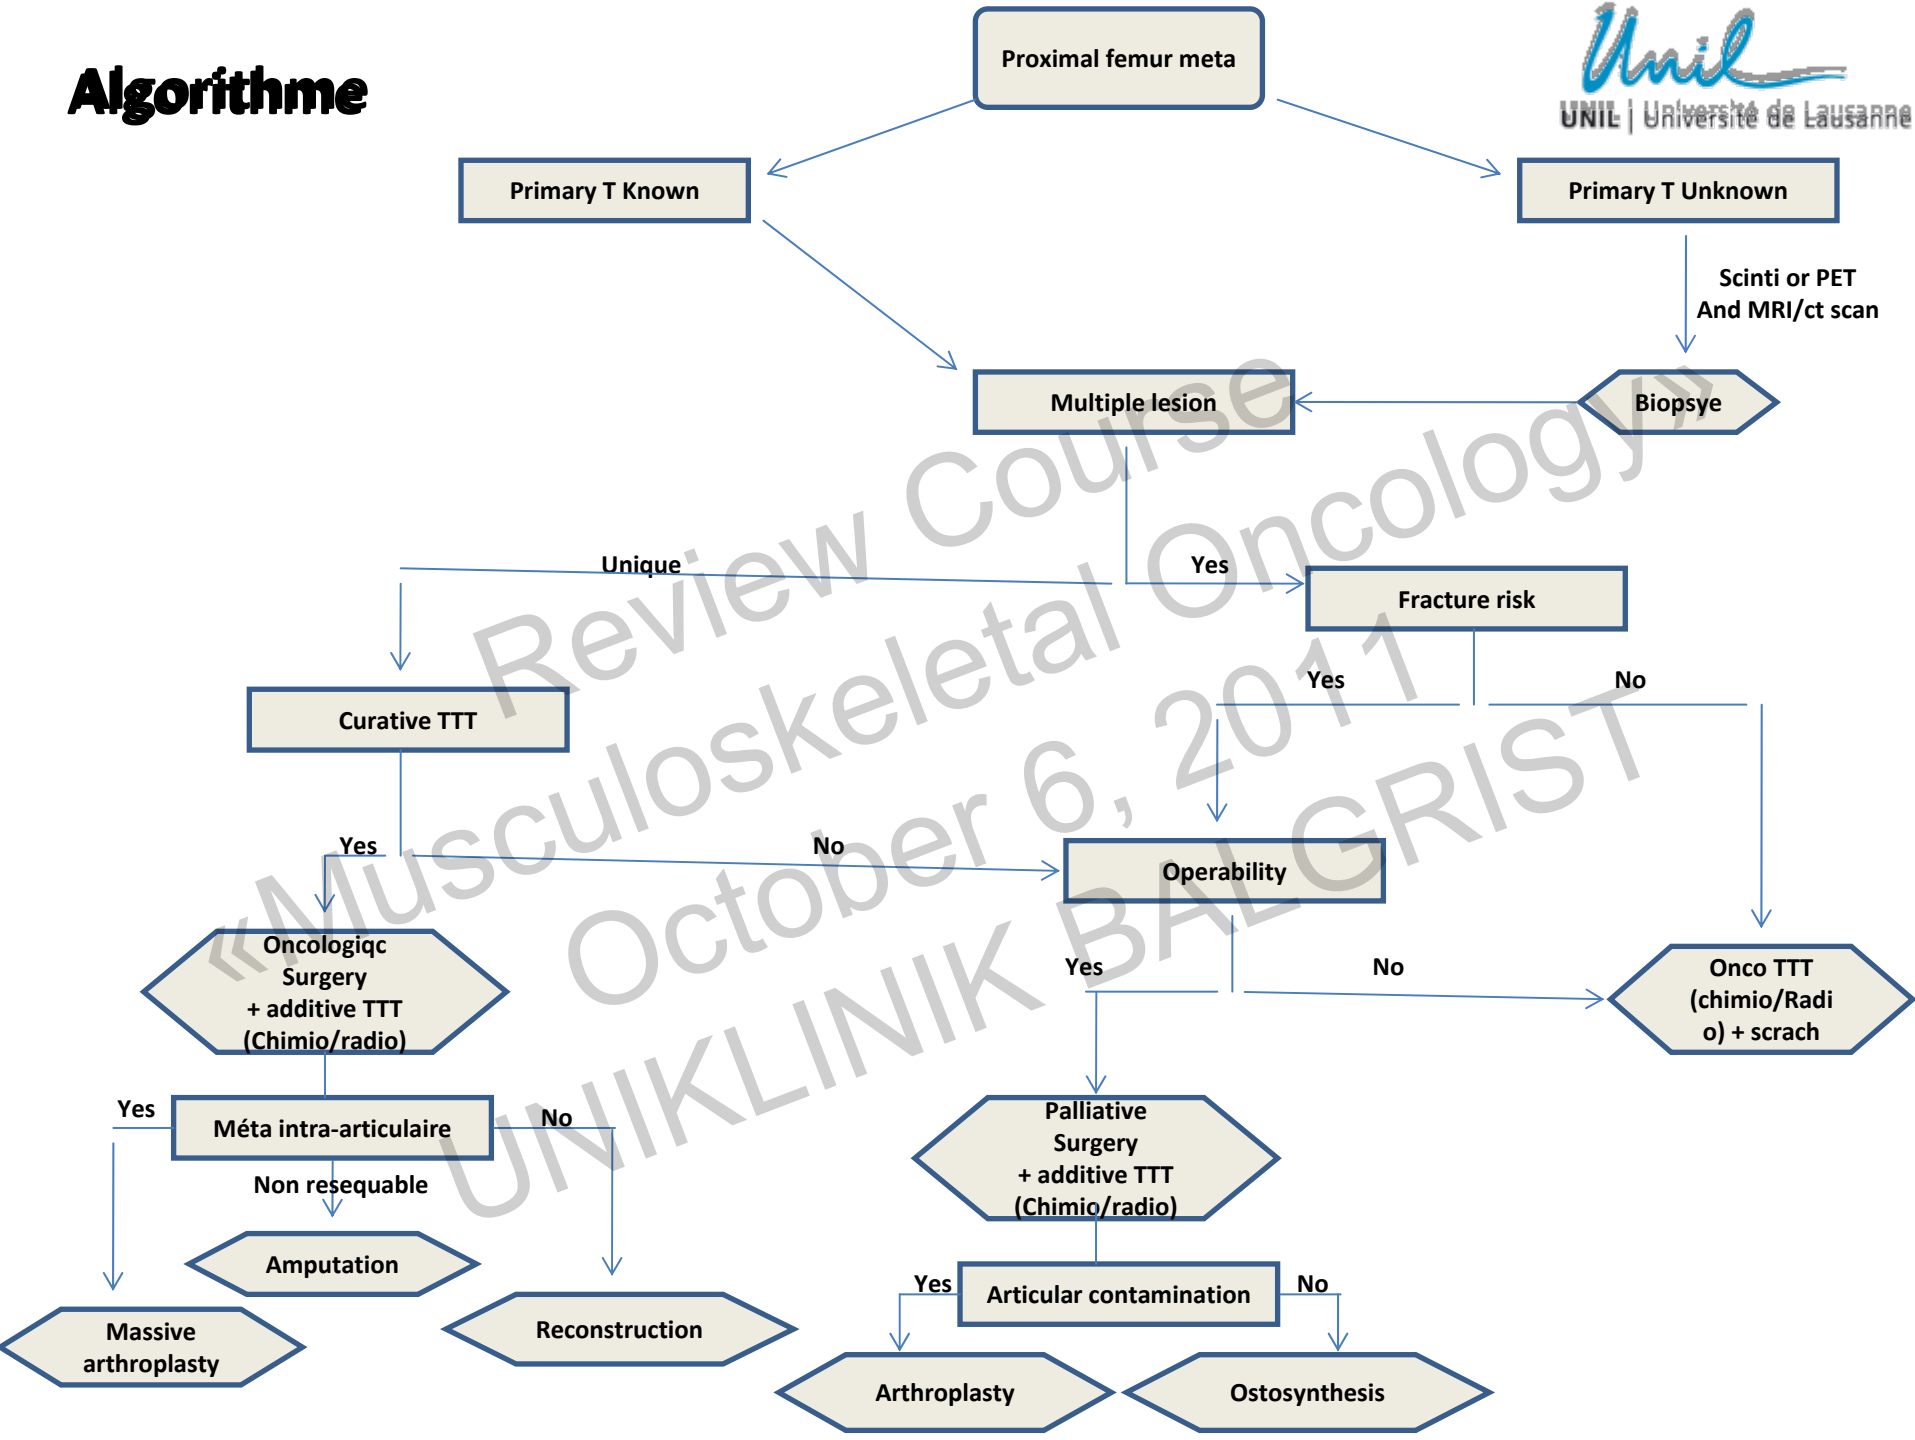 Algorithme
Proximal femur meta
Unil
UNIL | Université de Lausanne
Primary T Known
Primary T Unknown
Scinti or PET
And MRI/ct scan
Multiple lesion
Biopsye
Unique
Yes
Fracture risk
Yes
No
Curative TTT
Yes
No
Operability
Oncologiqc
Surgery
+ additive TTT
(Chimio/radio)
Yes
No
Onco TTT
(chimio/Radi
o) + scrach
Yes
Méta intra-articulaire
No
Non resequable
Palliative
Surgery
+ additive TTT
(Chimio/radio)
Amputation
Yes
Articular contamination
No
Massive
arthroplasty
Reconstruction
Arthroplasty
Ostosynthesis
Review Course
«Musculoskeletal Oncology»
October 6, 2011
UNIKLINIK BALGRIST